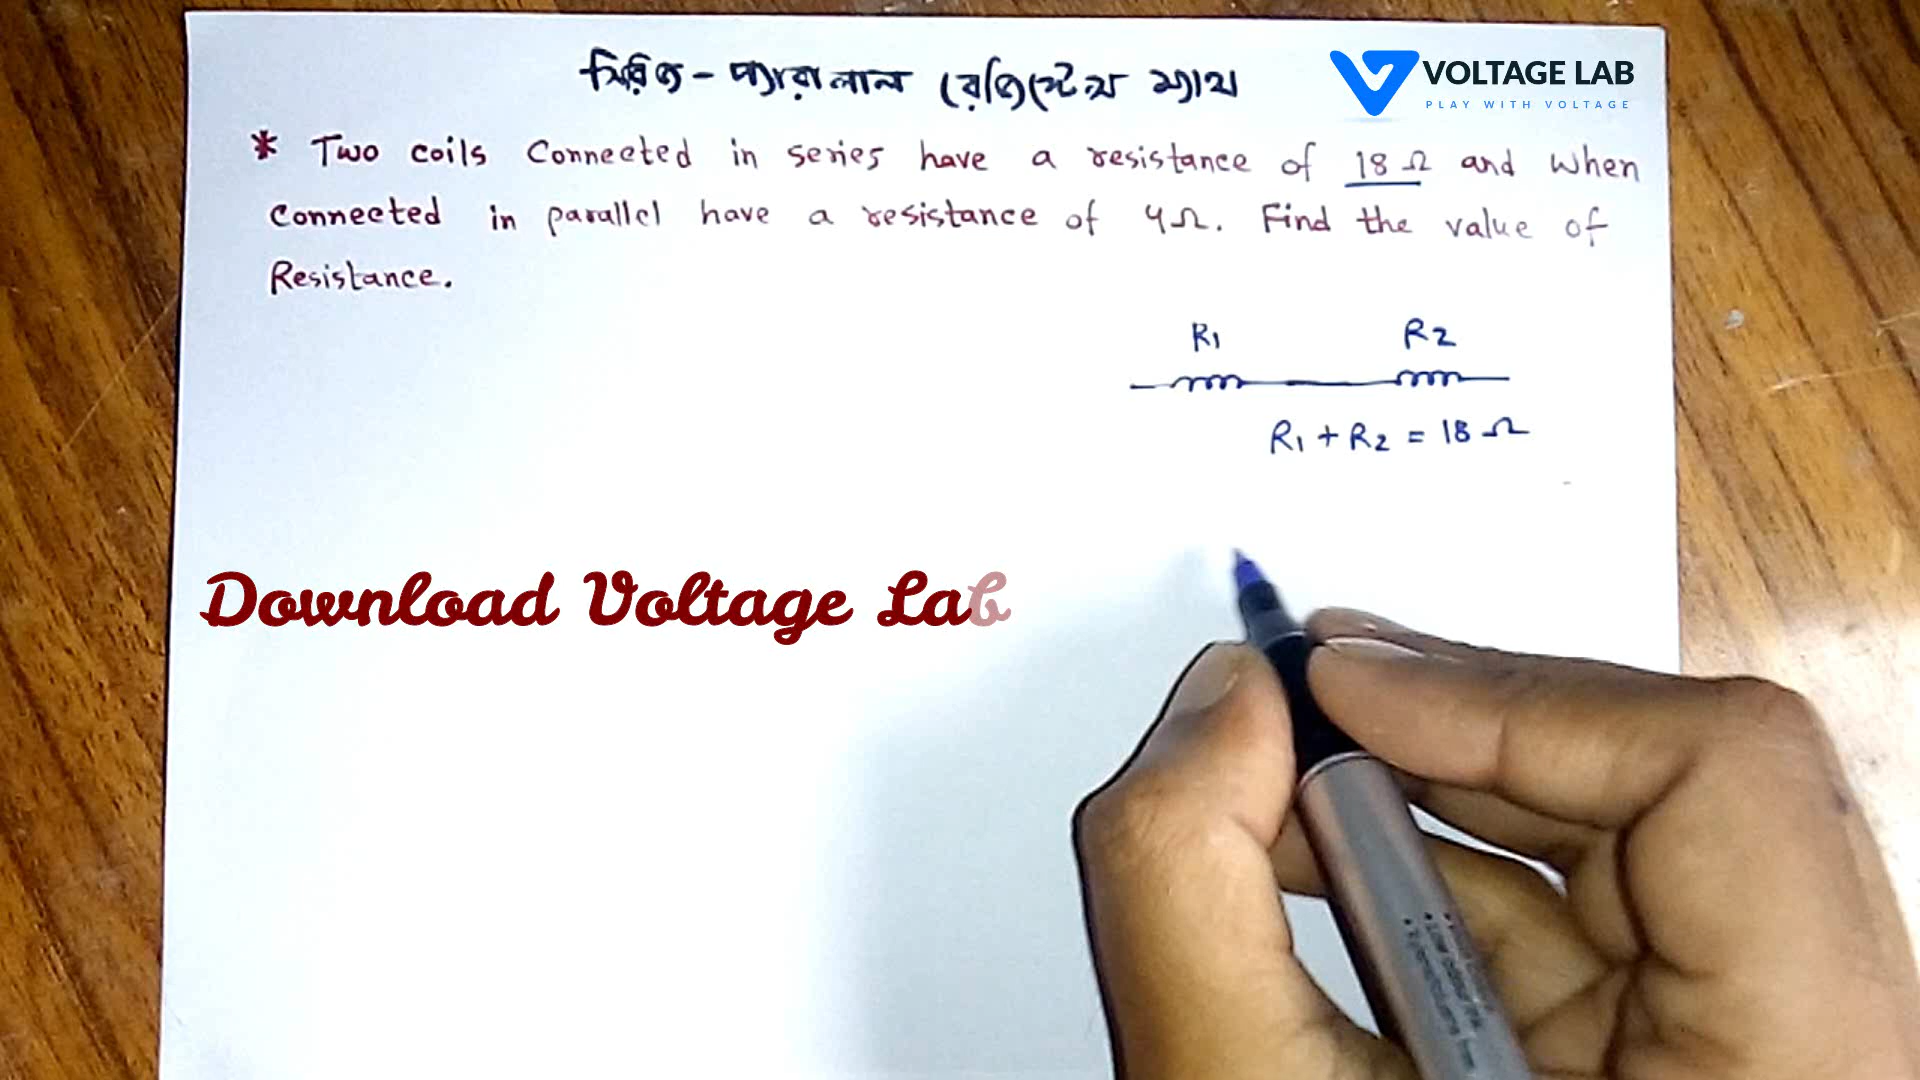 সিরিজ - প্যারালাল রেজিস্টেন্স ম্যাথ
VOLTAGE LAB
PLAY WITH VOLTAGE
* Two coils Connected in series have a resistance of 18 Ω and when
Connected in parallel have a resistance of 4Ω. Find the value of
Resistance.
R1 R2
R1 + R2 = 18 Ω
Download Voltage Lab